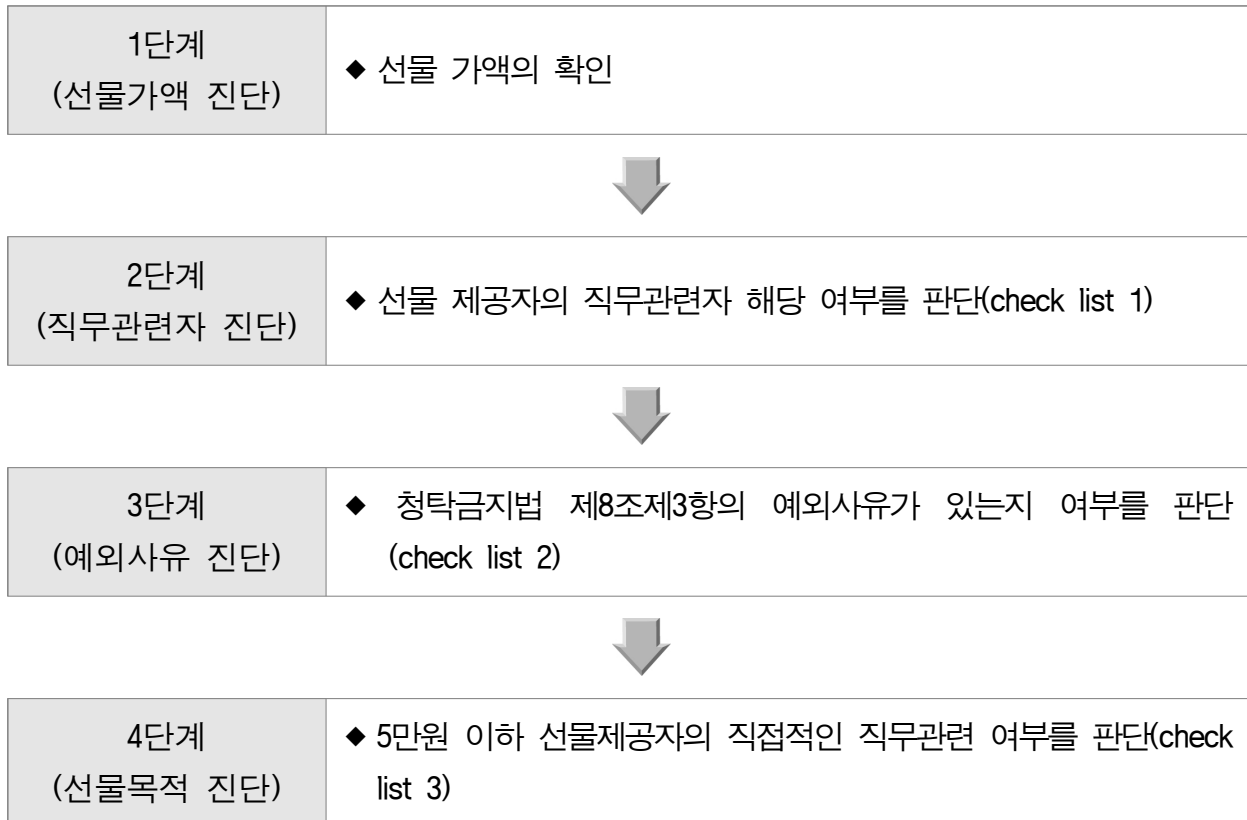 1단계
(선물가액 진단)
◆ 선물 가액의 확인
2단계
(직무관련자 진단)
◆ 선물 제공자의 직무관련자 해당 여부를 판단(check list 1)
3단계
(예외사유 진단)
◆ 청탁금지법 제8조제3항의 예외사유가 있는지 여부를 판단
(check list 2)
4단계
(선물목적 진단)
◆ 5만원 이하 선물제공자의 직접적인 직무관련 여부를 판단(check
list 3)